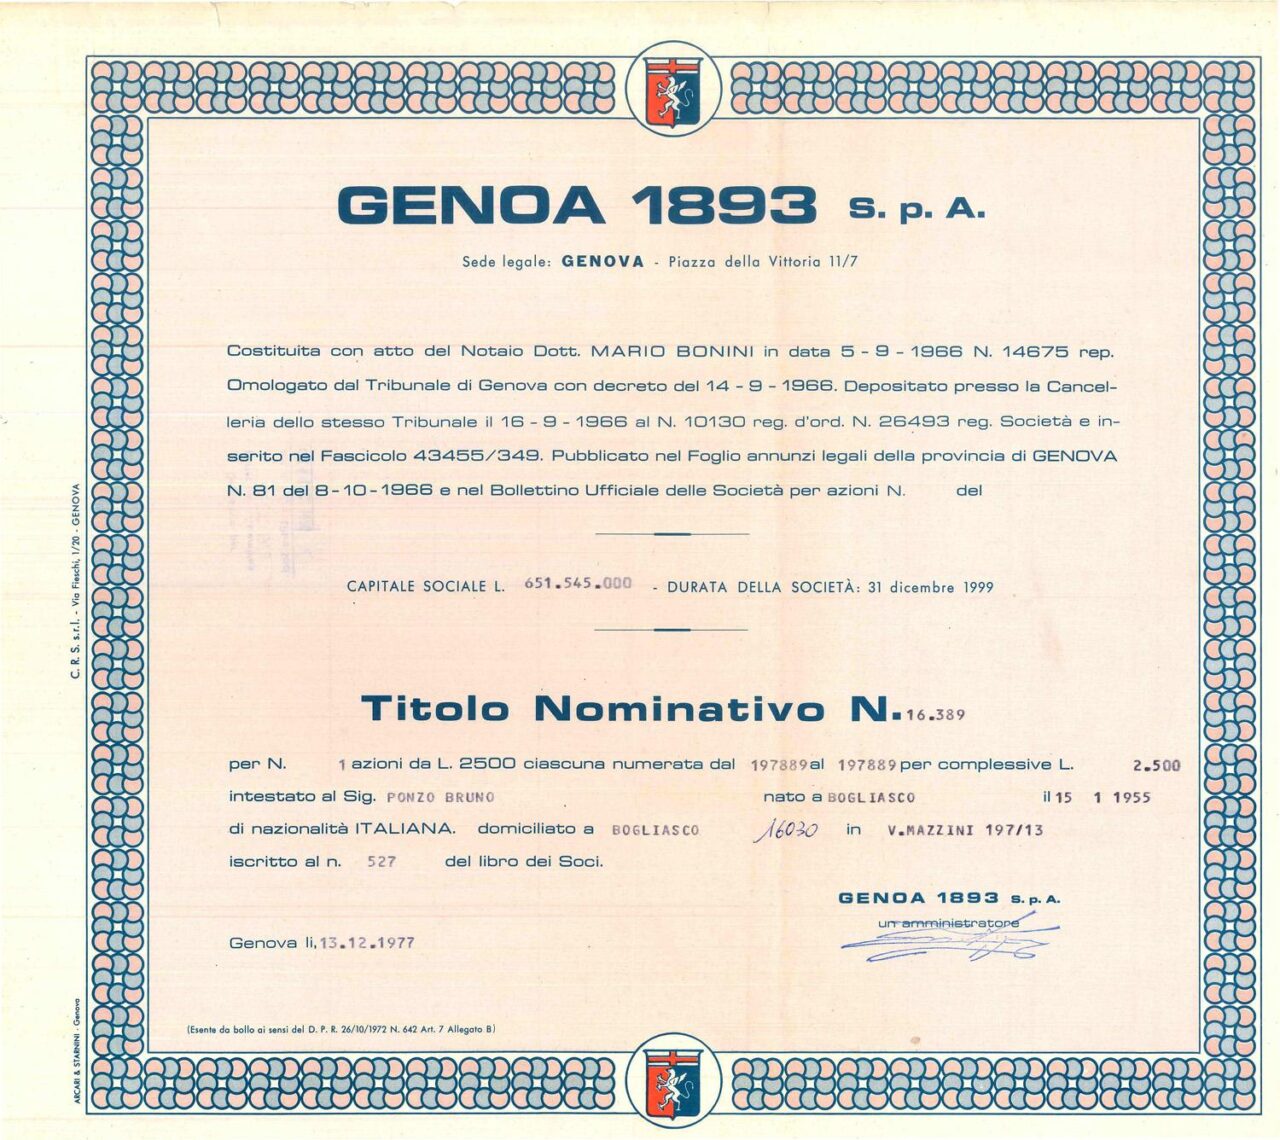 GENOA 1893 S.p.A.
Sede legale: GENOVA - Piazza della Vittoria 11/7
Costituita con atto del Notaio Dott. MARIO BONINI in data 5 - 9 - 1966 N. 14675 rep.
Omologato dal Tribunale di Genova con decreto del 14 - 9 - 1966. Depositato presso la Cancel-
leria dello stesso Tribunale il 16 - 9 - 1966 al N. 10130 reg. d'ord. N. 26493 reg. Società e in-
serito nel Fascicolo 43455/349. Pubblicato nel Foglio annunzi legali della provincia di GENOVA
N. 81 del 8-10-1966 e nel Bollettino Ufficiale delle Società per azioni N. del
CAPITALE SOCIALE L. 651.545.000 - DURATA DELLA SOCIETÀ: 31 dicembre 1999
Titolo Nominativo N. 16.389
per N. 1 azioni da L. 2500 ciascuna numerata dal 197889 al 197889 per complessive L. 2.500
intestato al Sig. PONZO BRUNO nato a BOGLIASCO il 15 1 1955
di nazionalità ITALIANA. domiciliato a BOGLIASCO 16030 in V.MAZZINI 197/13
iscritto al n. 527 del libro dei Soci.
GENOA 1893 S.p.A.
un amministratore
Genova li, 13.12.1977
(Esente da bollo ai sensi del D. P. R. 26/10/1972 N. 642 Art. 7 Allegato B)
C. R. S. s.r.l. - Via Fieschi, 1/20 - GENOVA
ARCARI & STARNINI - Genova